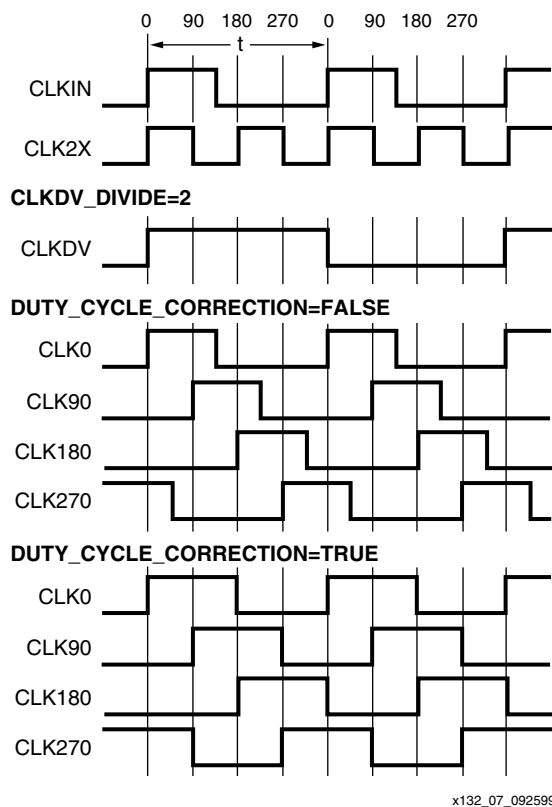 0 90 180 270 0 90 180 270
t
CLKIN
CLK2X
CLKDV_DIVIDE=2
CLKDV
DUTY_CYCLE_CORRECTION=FALSE
CLK0
CLK90
CLK180
CLK270
DUTY_CYCLE_CORRECTION=TRUE
CLK0
CLK90
CLK180
CLK270
x132_07_092599